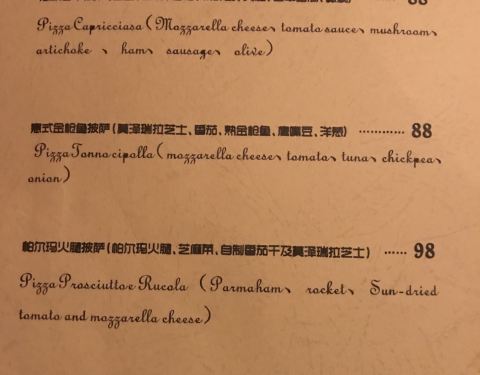 88
Pizza Capricciasa (Mozzarella cheese、tomato sauce、mushroom、
artichoke 、 ham、 sausage、 olive)
意式金枪鱼披萨(莫泽瑞拉芝士、番茄、熟金枪鱼、鹰嘴豆、洋葱) ············ 88
Pizza Tonno cipolla (mozzarella cheese、tomato、tuna、chickpea、
onion)
帕尔玛火腿披萨(帕尔玛火腿、芝麻菜、自制番茄干及莫泽瑞拉芝士) ······ 98
Pizza Prosciutto e Rucola (Parmaham、 rocket、 Sun-dried
tomato and mozzarella cheese)